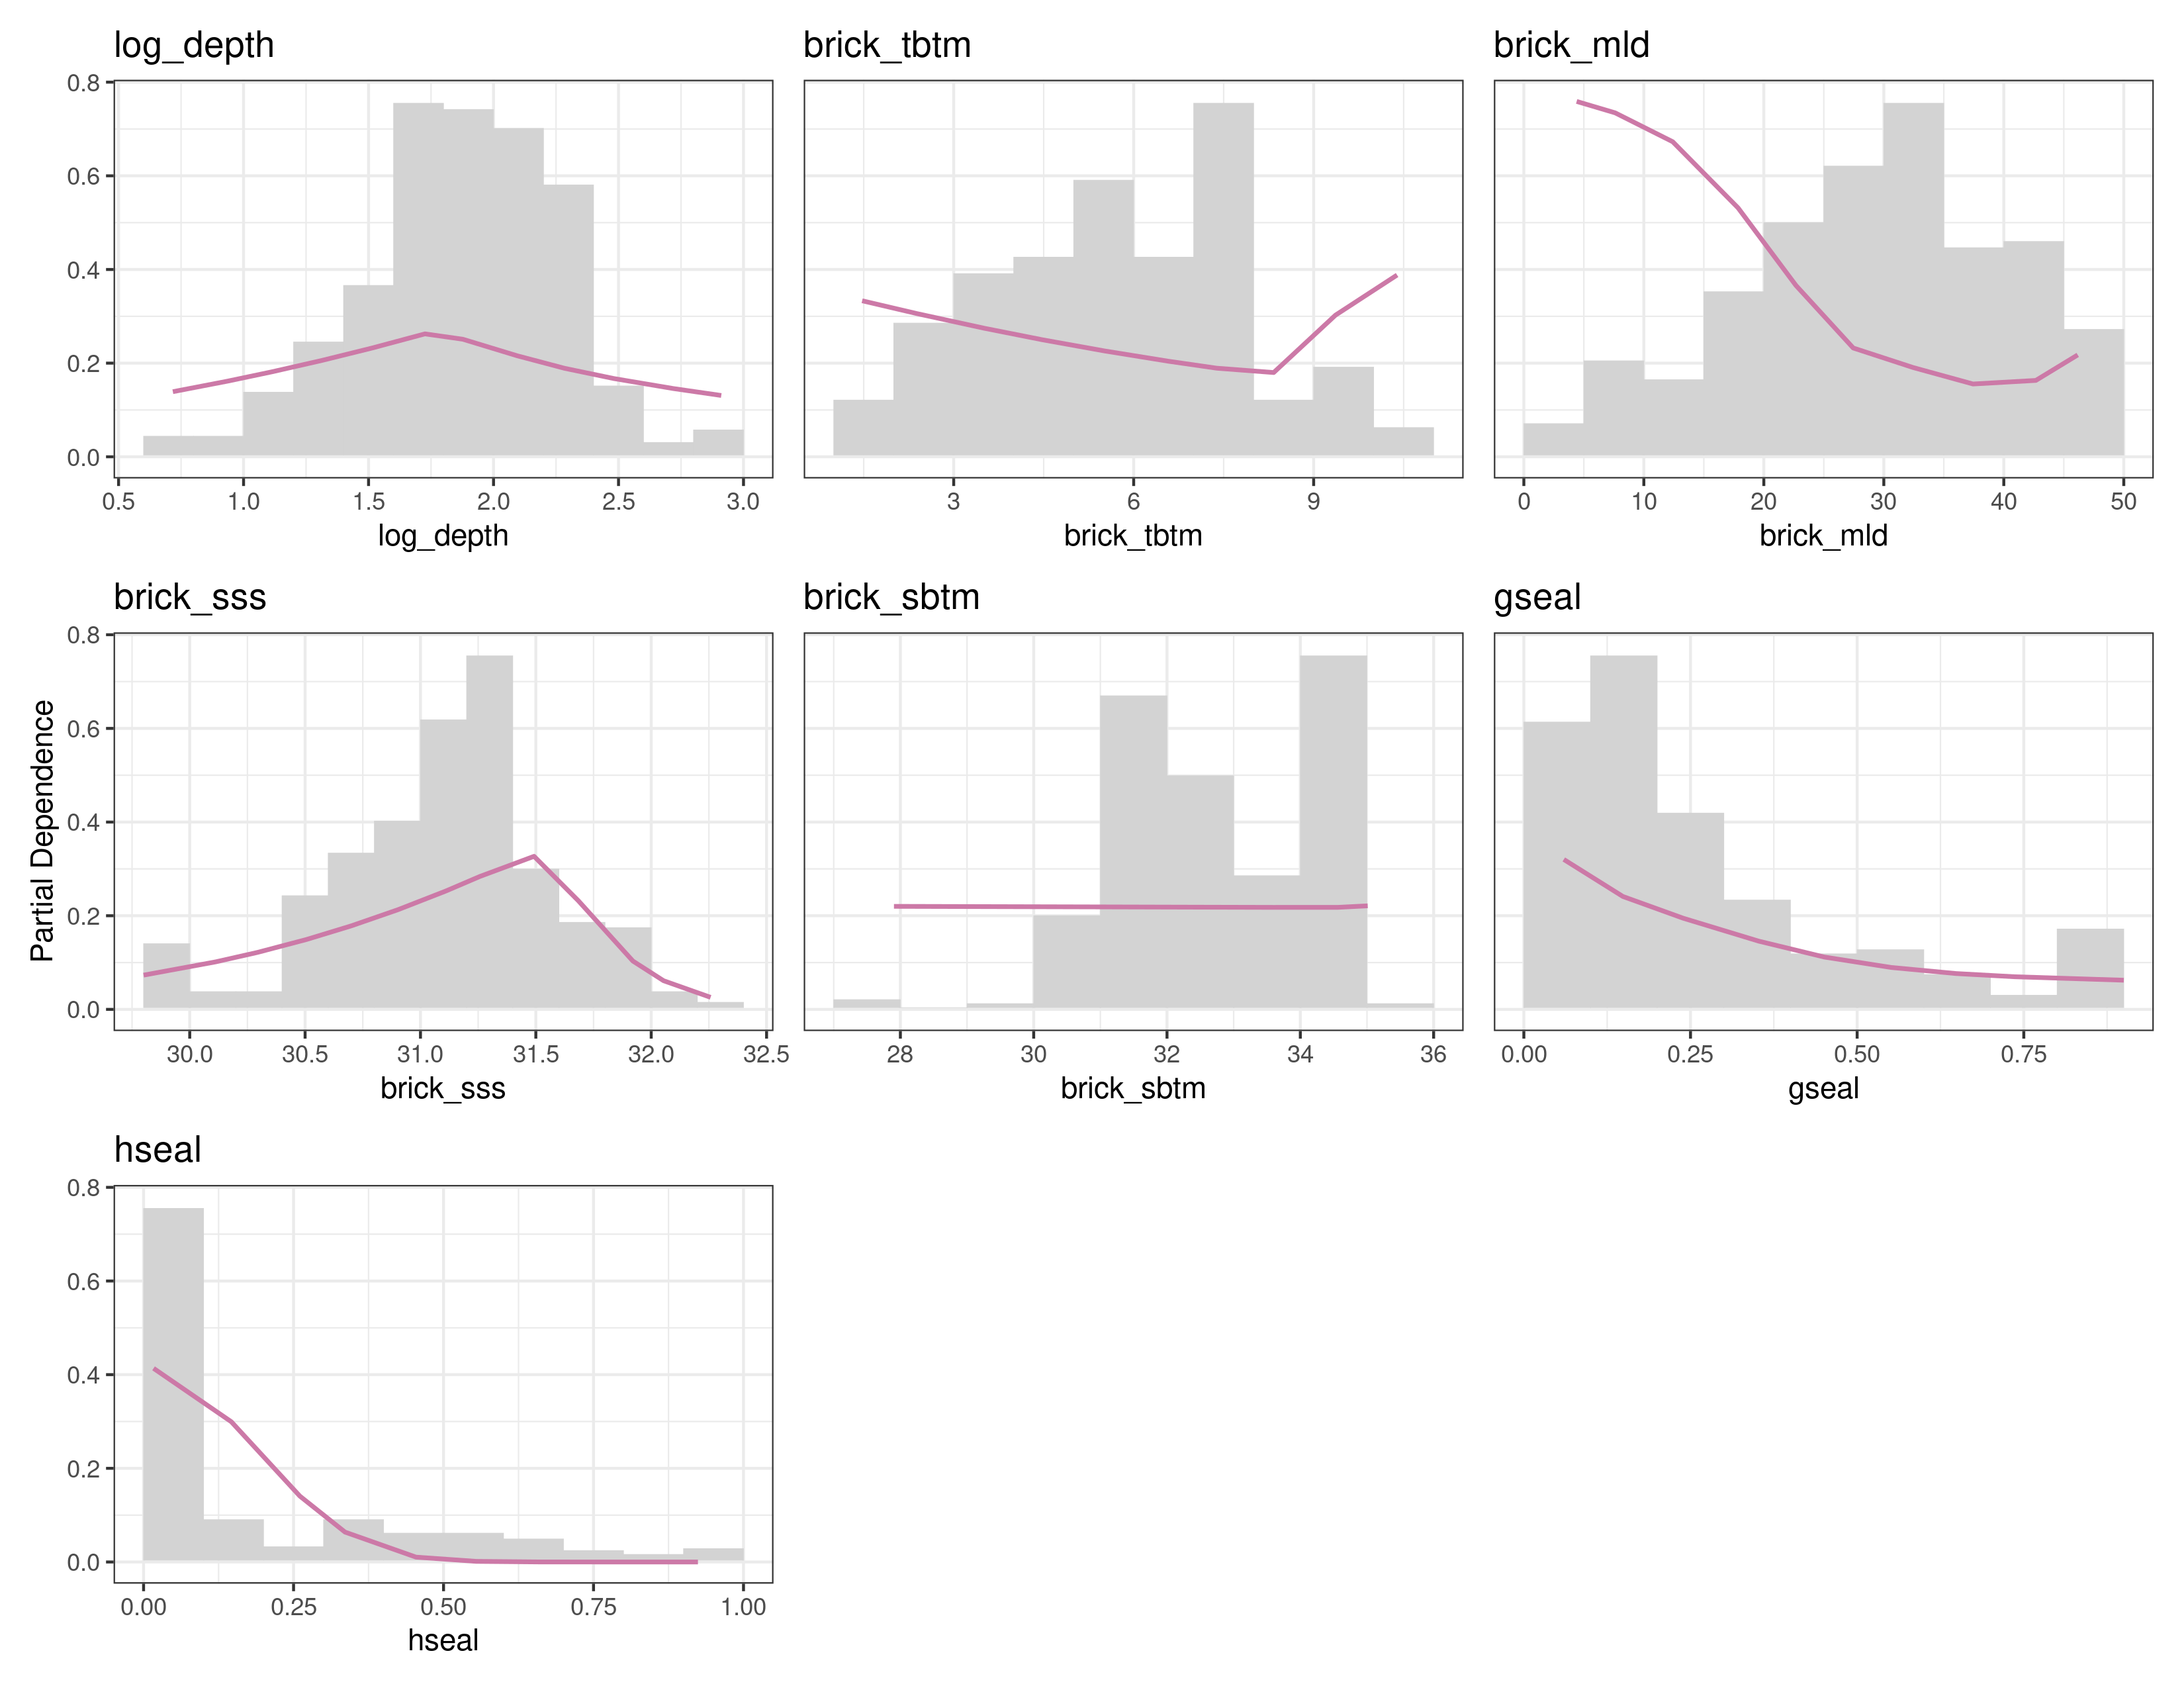 log_depth brick_tbtm brick_mld
0.8
0.6
0.4
0.2
0.0
0.5 1.0 1.5 2.0 2.5 3.0 3 6 9 0 10 20 30 40 50
log_depth brick_tbtm brick_mld
brick_sss brick_sbtm gseal
Partial Dependence
0.8
0.6
0.4
0.2
0.0
30.0 30.5 31.0 31.5 32.0 32.5 28 30 32 34 36 0.00 0.25 0.50 0.75
brick_sss brick_sbtm gseal
hseal
0.8
0.6
0.4
0.2
0.0
0.00 0.25 0.50 0.75 1.00
hseal